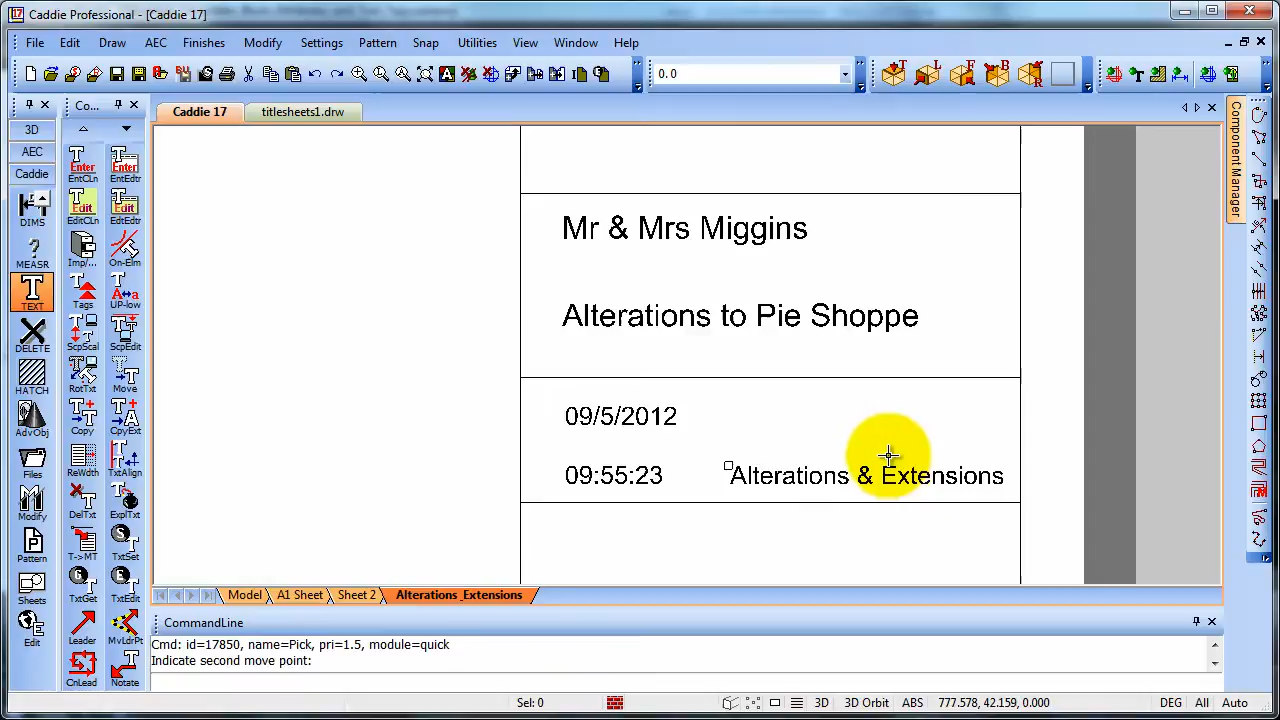 Caddie Professional - [Caddie 17]
File Edit Draw AEC Finishes Modify Settings Pattern Snap Utilities View Window Help
0. 0
Co...
Caddie 17 titlesheets1.drw
3D
AEC
Caddie
DIMS
MEASR
TEXT
DELETE
HATCH
AdvObj
Files
Modify
Pattern
Sheets
Edit
Enter
EntCLn EntEdtr
Edit Edit
EditCLn EdtEdtr
Imp/... On-Elm
Tags UP-low
ScpScal ScpEdit
RotTxt Move
Copy CpyExt
ReWdth TxtAlign
DelTxt ExpTxt
T->MT TxtSet
TxtGet TxtEdit
Leader MvLdrPt
CnLead Notate
Component Manager
Mr & Mrs Miggins
Alterations to Pie Shoppe
09/5/2012
09:55:23 Alterations & Extensions
Model A1 Sheet Sheet 2 Alterations_Extensions
CommandLine
Cmd: id=17850, name=Pick, pri=1.5, module=quick
Indicate second move point:
Sel: 0 3D 3D Orbit ABS 777.578, 42.159, 0.000 DEG All Auto